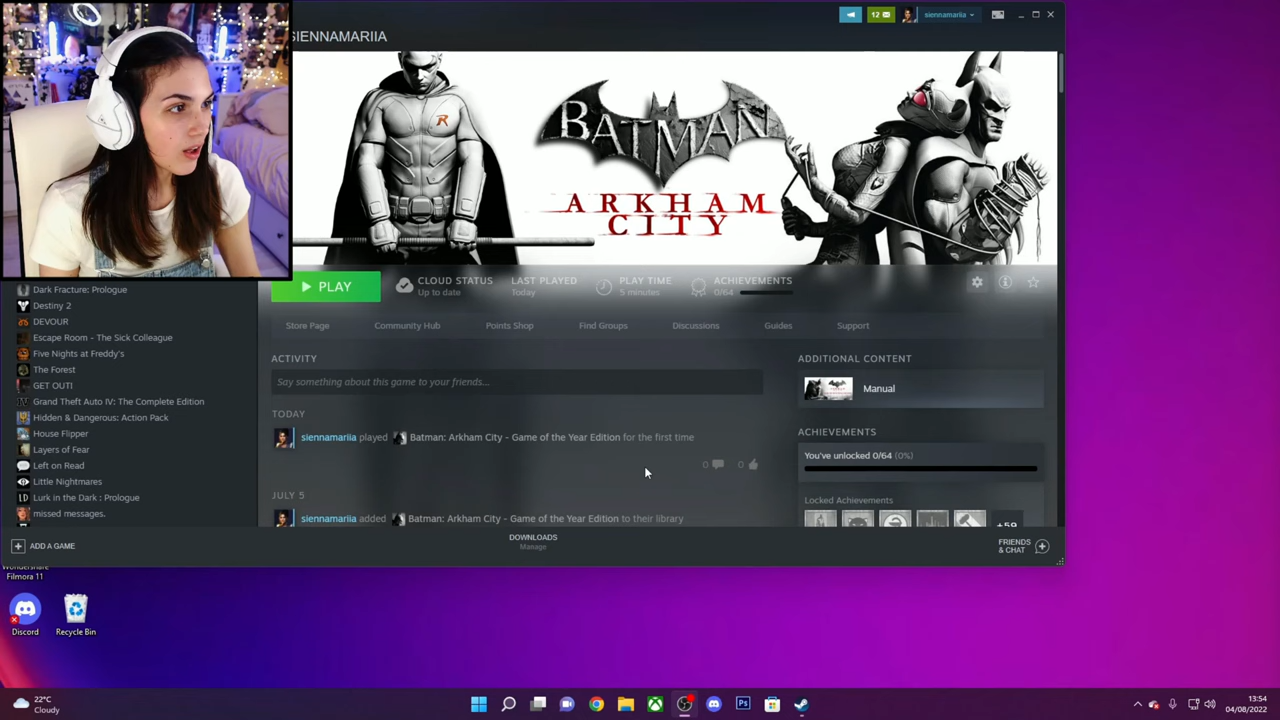 12
siennamariia
SIENNAMARIIA
BATMAN
ARKHAM
CITY
PLAY
CLOUD STATUS
Up to date
LAST PLAYED
Today
PLAY TIME
5 minutes
ACHIEVEMENTS
0/64
Store Page
Community Hub
Points Shop
Find Groups
Discussions
Guides
Support
Dark Fracture: Prologue
Destiny 2
DEVOUR
Escape Room - The Sick Colleague
Five Nights at Freddy's
The Forest
GET OUT!
Grand Theft Auto IV: The Complete Edition
Hidden & Dangerous: Action Pack
House Flipper
Layers of Fear
Left on Read
Little Nightmares
Lurk in the Dark : Prologue
missed messages.
ACTIVITY
Say something about this game to your friends...
TODAY
siennamariia played Batman: Arkham City - Game of the Year Edition for the first time
0
0
JULY 5
siennamariia added Batman: Arkham City - Game of the Year Edition to their library
ADDITIONAL CONTENT
Manual
ACHIEVEMENTS
You've unlocked 0/64 (0%)
Locked Achievements
+59
ADD A GAME
DOWNLOADS
Manage
FRIENDS
& CHAT
Wondershare
Filmora 11
Discord
Recycle Bin
22°C
Cloudy
13:54
04/08/2022